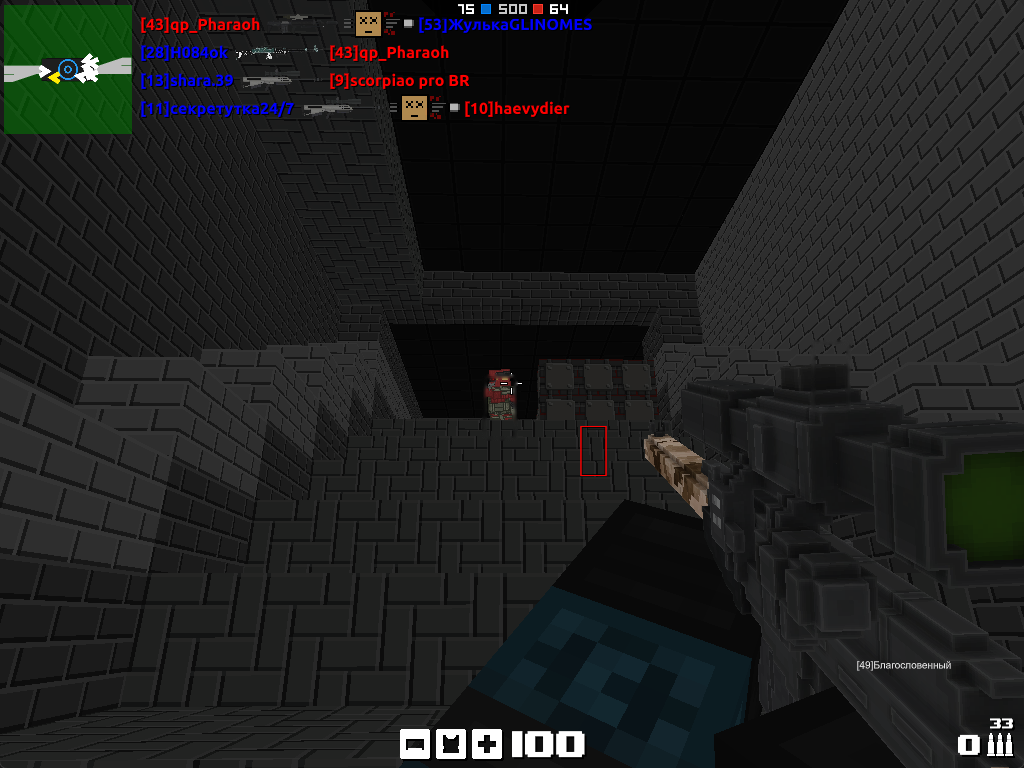 75 500 64
[43]qp_Pharaoh [53]ЖулькаGLINOMES
[28]H084ok [43]qp_Pharaoh
[13]shara.39 [9]scorpiao pro BR
[11]секретутка24/7 [10]haevydier
[49]Благословенный
33
100 0